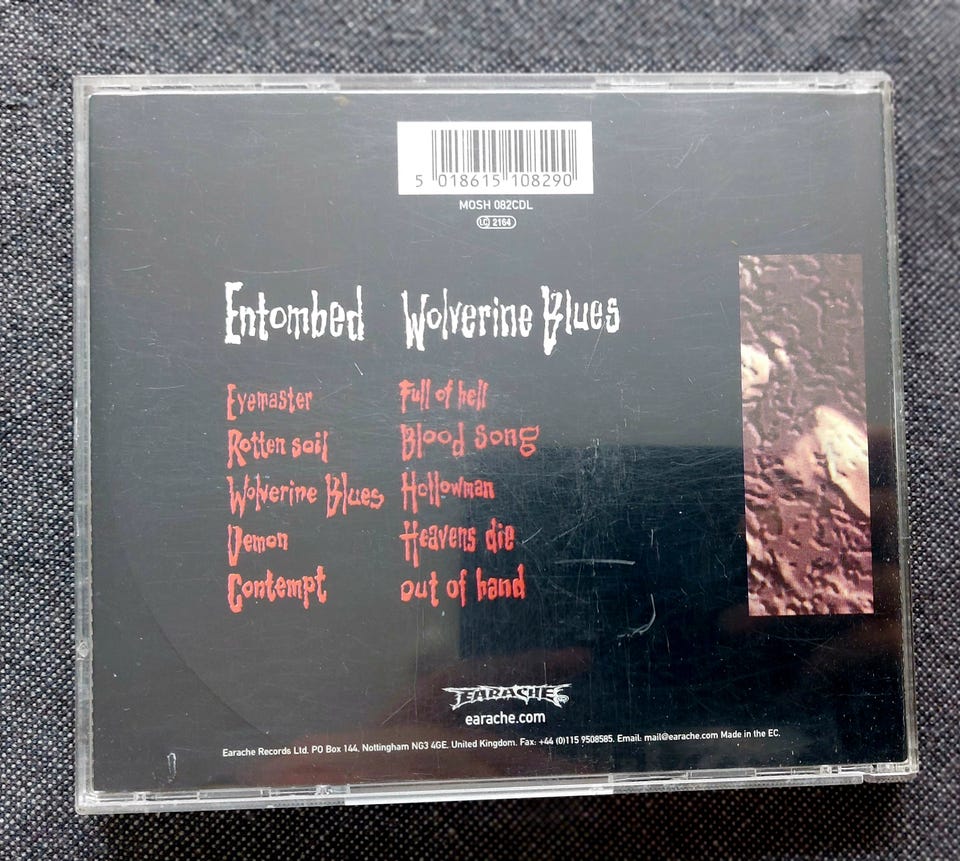 5 018615 108290
MOSH 082CDL
LC 2164
Entombed Wolverine Blues
Eyemaster
Rotten soil
Wolverine Blues
Demon
Contempt
Full of hell
Blood song
Hollowman
Heavens die
out of hand
EARACHE
earache.com
Earache Records Ltd. PO Box 144, Nottingham NG3 4GE. United Kingdom. Fax: +44 (0)115 9508585. Email: mail@earache.com Made in the EC.